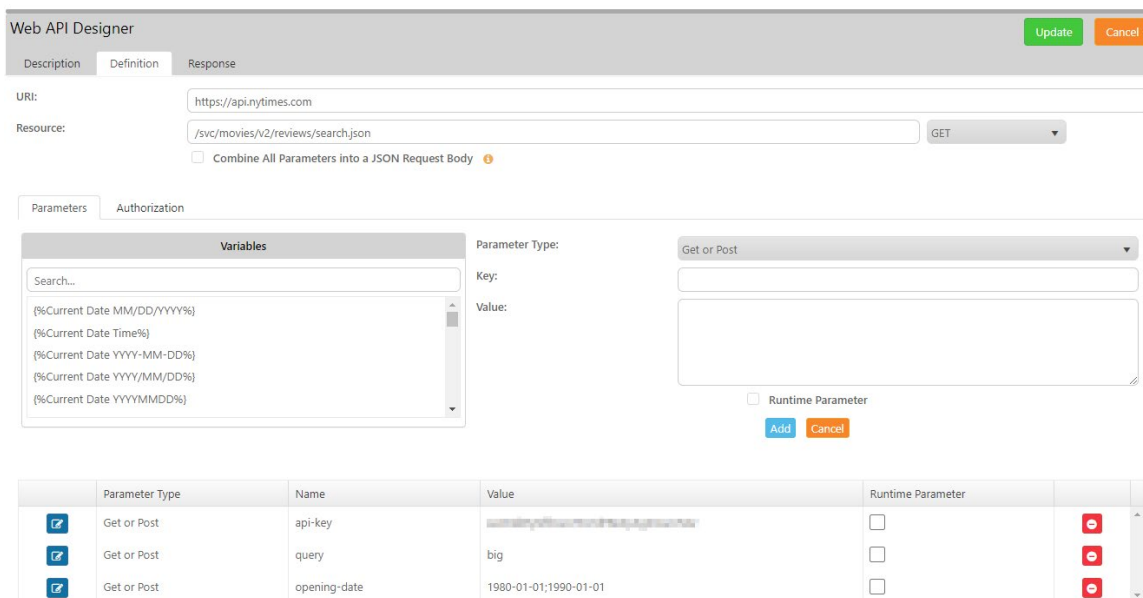 Web API Designer
Update
Cancel
Description Definition Response
URI: https://api.nytimes.com
Resource: /svc/movies/v2/reviews/search.json GET
Combine All Parameters into a JSON Request Body
Parameters Authorization
Variables
Search...
{%Current Date MM/DD/YYYY%}
{%Current Date Time%}
{%Current Date YYYY-MM-DD%}
{%Current Date YYYY/MM/DD%}
{%Current Date YYYYMMDD%}
Parameter Type: Get or Post
Key:
Value:
Runtime Parameter
Add Cancel
Parameter Type Name Value Runtime Parameter
Get or Post api-key
Get or Post query big
Get or Post opening-date 1980-01-01;1990-01-01